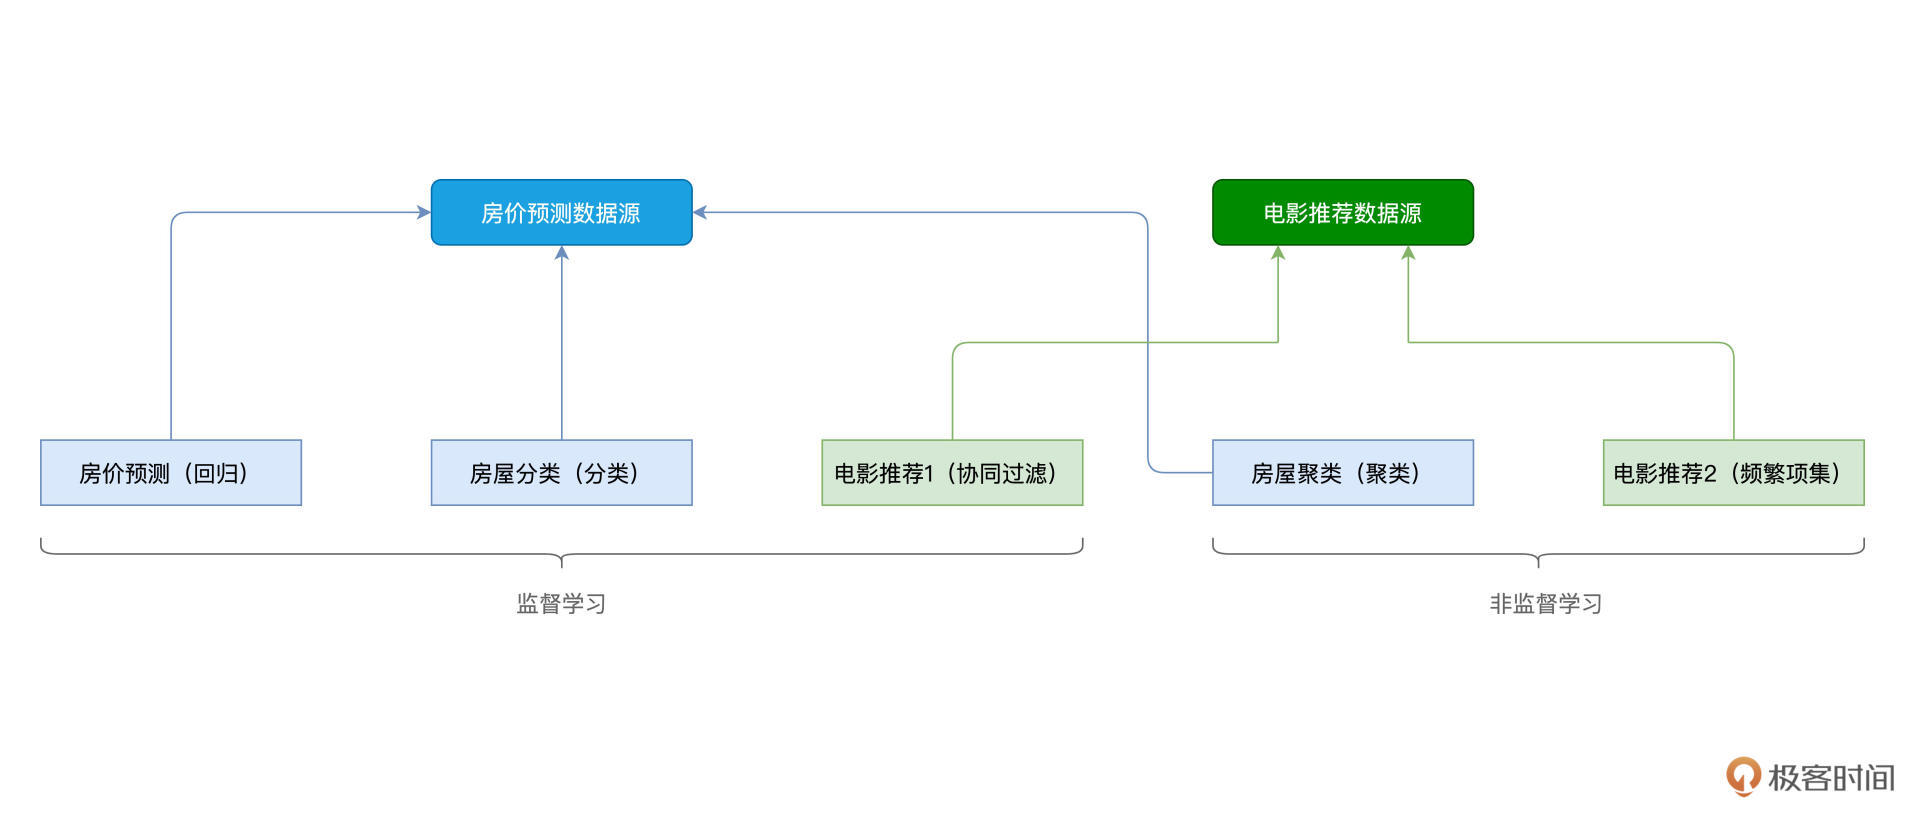 房价预测数据源
电影推荐数据源
房价预测（回归）
房屋分类（分类）
电影推荐1（协同过滤）
房屋聚类（聚类）
电影推荐2（频繁项集）
监督学习
非监督学习
极客时间